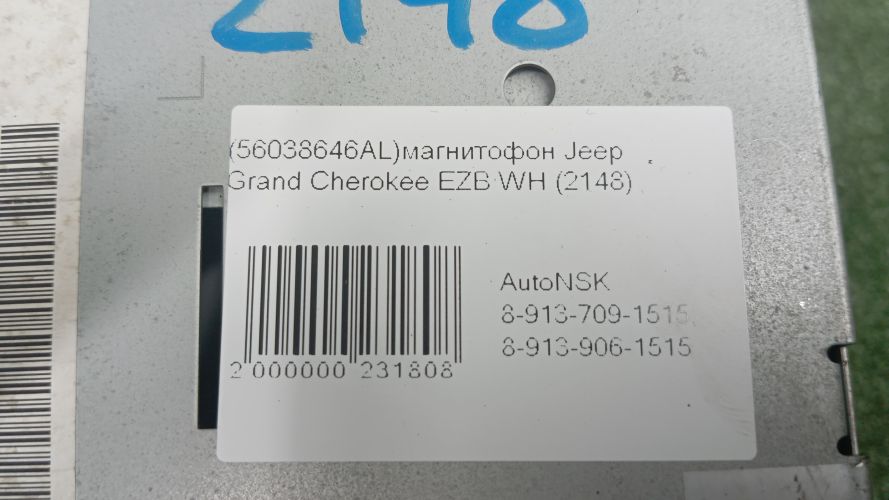 2148
(56038646AL)магнитофон Jeep
Grand Cherokee EZB WH (2148)
AutoNSK
8-913-709-1515
8-913-906-1515
2 000000 231808